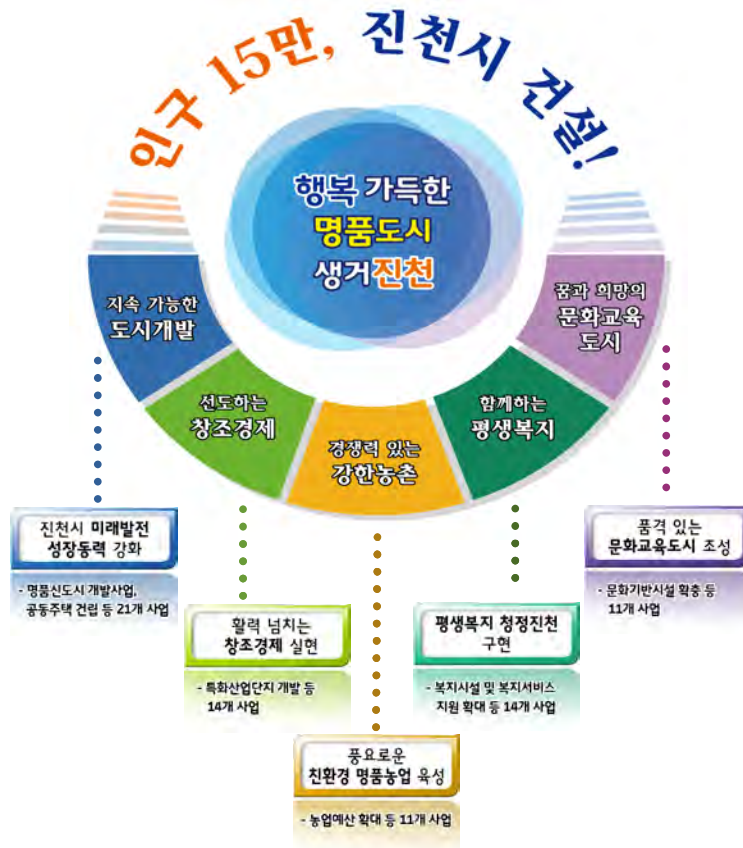 인구 15만, 진천시 건설!
행복 가득한
명품도시
생거진천
지속 가능한
도시개발
선도하는
창조경제
경쟁력 있는
강한농촌
함께하는
평생복지
꿈과 희망의
문화교육
도시
진천시 미래발전
성장동력 강화
- 명품신도시 개발사업,
공동주택 건립 등 21개 사업
활력 넘치는
창조경제 실현
- 특화산업단지 개발 등
14개 사업
풍요로운
친환경 명품농업 육성
- 농업예산 확대 등 11개 사업
평생복지 청정진천
구현
- 복지시설 및 복지서비스
지원 확대 등 14개 사업
품격 있는
문화교육도시 조성
- 문화기반시설 확충 등
11개 사업